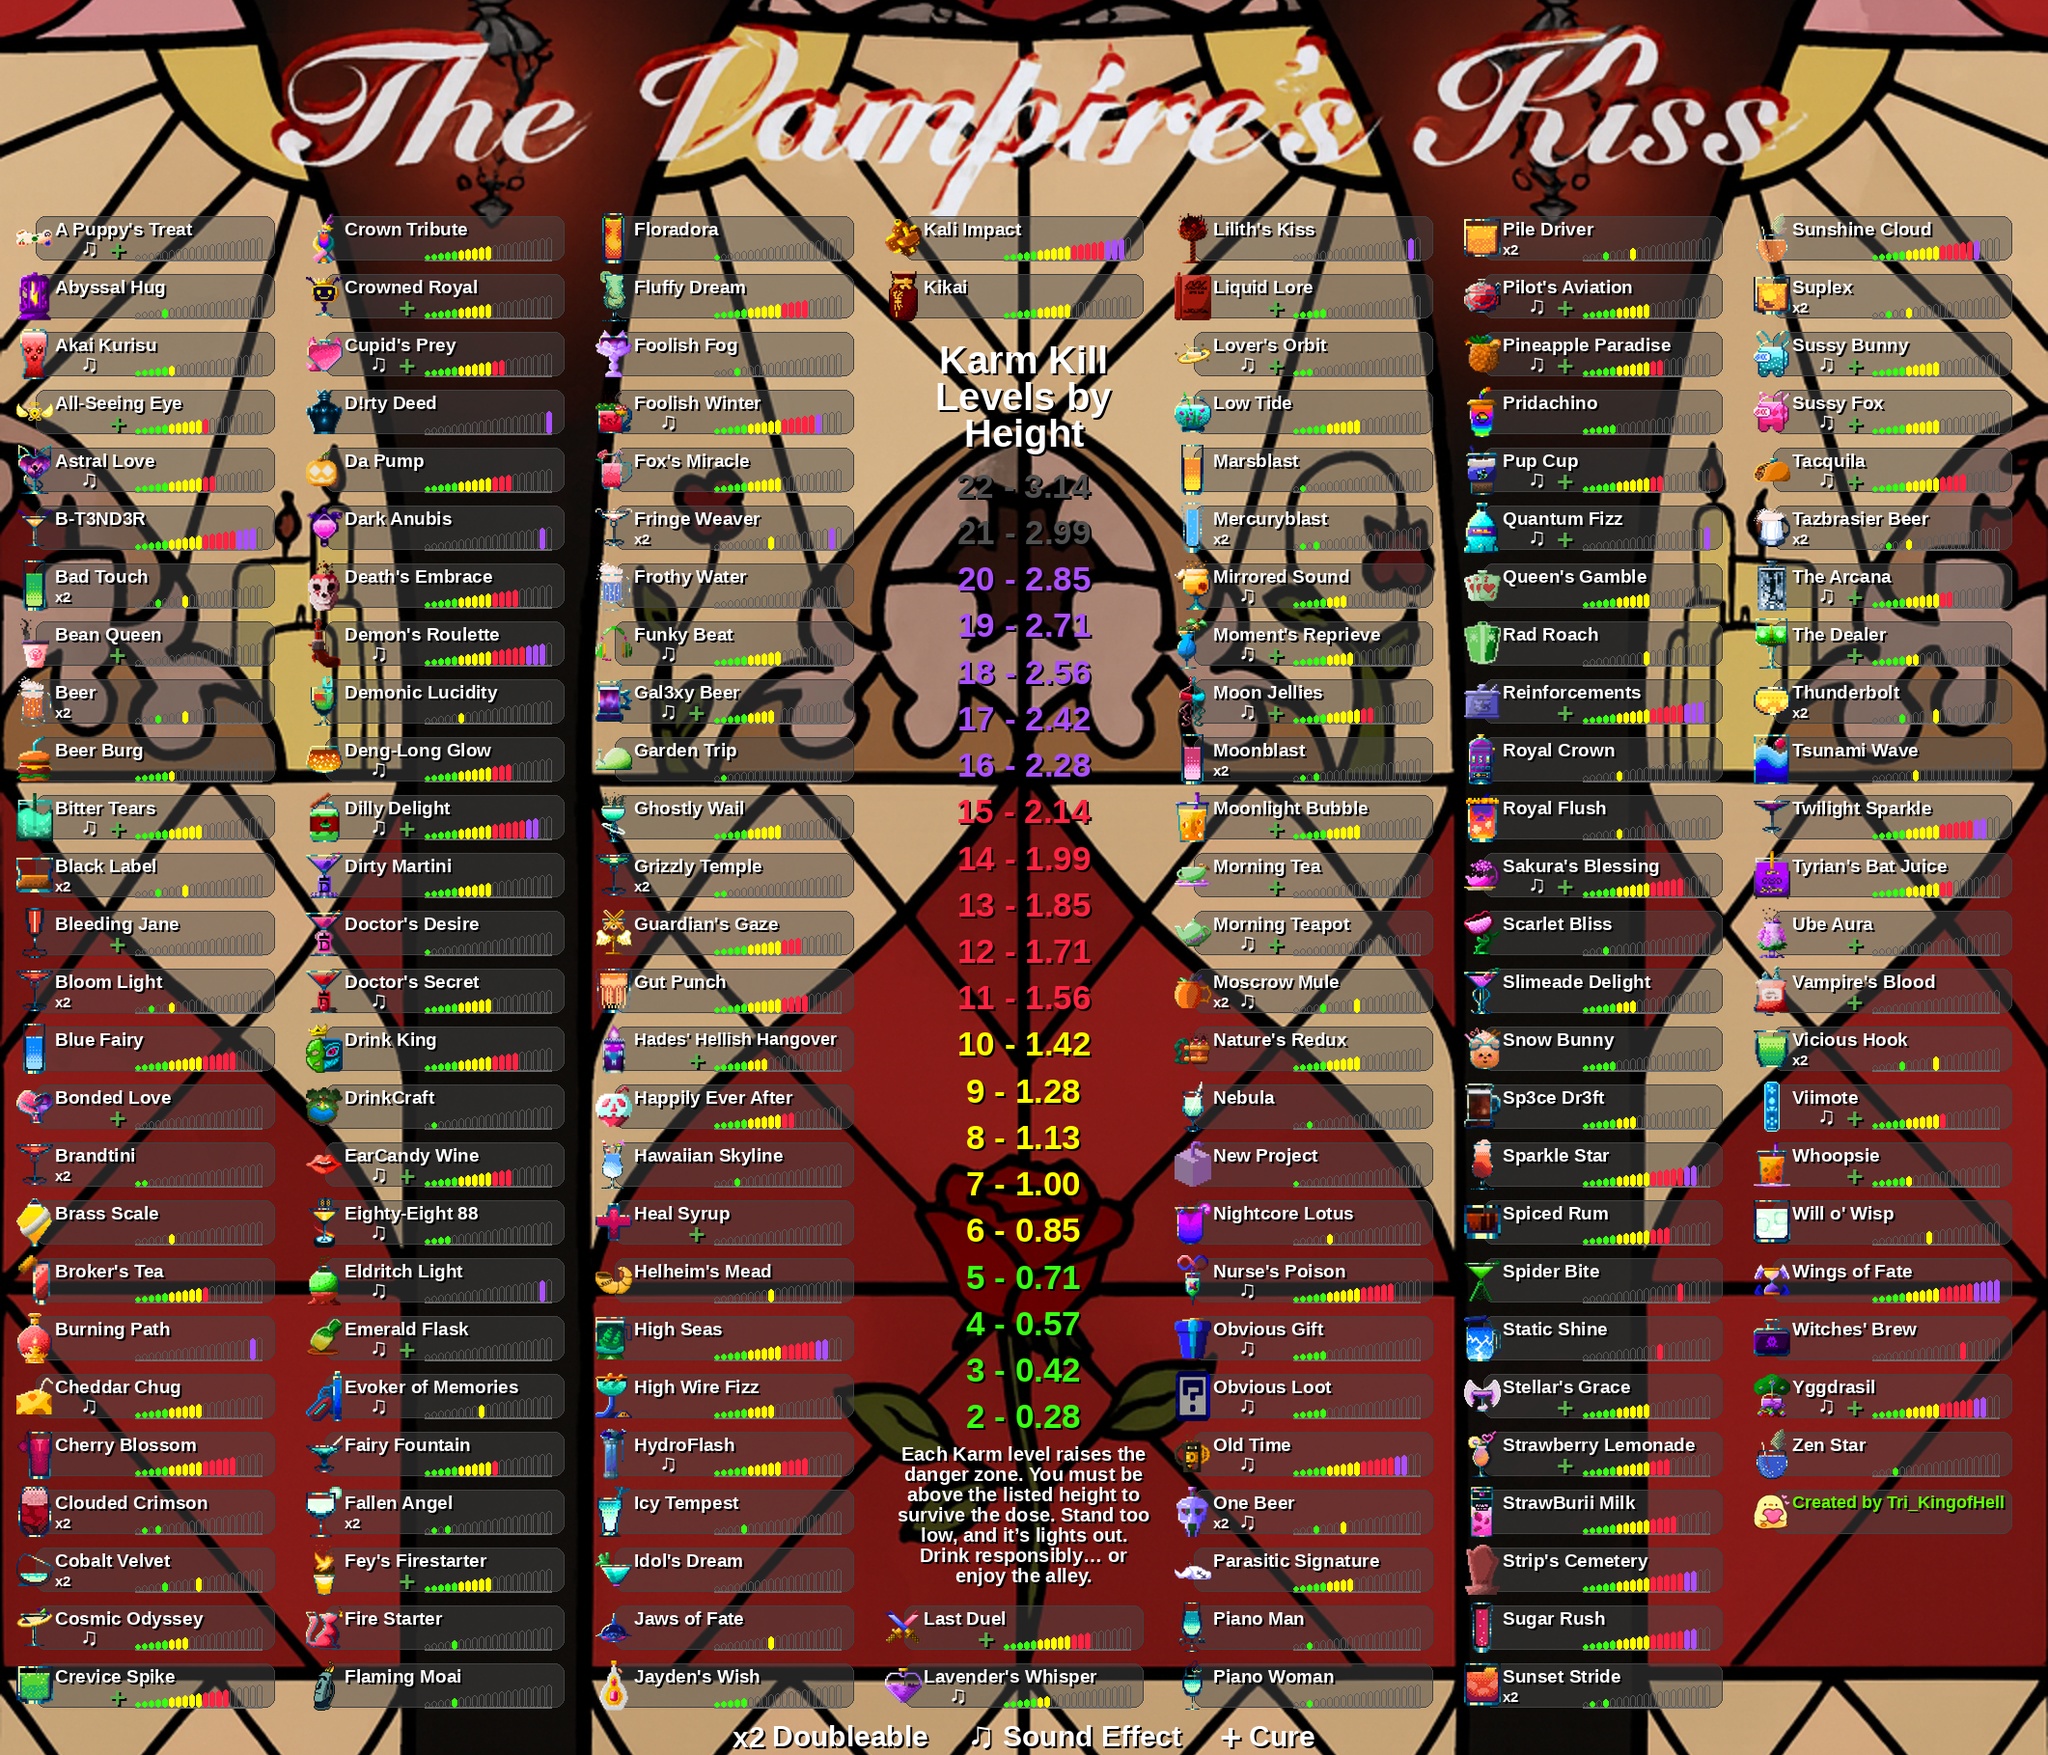 The Vampire's Kiss
A Puppy's Treat
♫ +
Abyssal Hug
Akai Kurisu
♫
All-Seeing Eye
+
Astral Love
♫
B-T3ND3R
Bad Touch
x2
Bean Queen
+
Beer
x2
Beer Burg
Bitter Tears
♫ +
Black Label
x2
Bleeding Jane
+
Bloom Light
x2
Blue Fairy
Bonded Love
+
Brandtini
x2
Brass Scale
Broker's Tea
Burning Path
Cheddar Chug
♫
Cherry Blossom
Clouded Crimson
x2
Cobalt Velvet
x2
Cosmic Odyssey
♫
Crevice Spike
+
Crown Tribute
Crowned Royal
+
Cupid's Prey
♫ +
D!rty Deed
Da Pump
Dark Anubis
Death's Embrace
Demon's Roulette
♫
Demonic Lucidity
Deng-Long Glow
♫
Dilly Delight
♫ +
Dirty Martini
Doctor's Desire
Doctor's Secret
♫
Drink King
DrinkCraft
EarCandy Wine
♫ +
Eighty-Eight 88
♫
Eldritch Light
♫
Emerald Flask
♫ +
Evoker of Memories
♫
Fairy Fountain
Fallen Angel
x2
Fey's Firestarter
+
Fire Starter
Flaming Moai
Floradora
Fluffy Dream
Foolish Fog
Foolish Winter
♫
Fox's Miracle
Fringe Weaver
x2
Frothy Water
Funky Beat
♫
Gal3xy Beer
♫ +
Garden Trip
Ghostly Wail
Grizzly Temple
x2
Guardian's Gaze
Gut Punch
Hades' Hellish Hangover
+
Happily Ever After
Hawaiian Skyline
Heal Syrup
+
Helheim's Mead
High Seas
High Wire Fizz
HydroFlash
♫
Icy Tempest
Idol's Dream
Jaws of Fate
Jayden's Wish
Kali Impact
Kikai
Karm Kill
Levels by
Height
22 - 3.14
21 - 2.99
20 - 2.85
19 - 2.71
18 - 2.56
17 - 2.42
16 - 2.28
15 - 2.14
14 - 1.99
13 - 1.85
12 - 1.71
11 - 1.56
10 - 1.42
9 - 1.28
8 - 1.13
7 - 1.00
6 - 0.85
5 - 0.71
4 - 0.57
3 - 0.42
2 - 0.28
Each Karm level raises the
danger zone. You must be
above the listed height to
survive the dose. Stand too
low, and it's lights out.
Drink responsibly... or
enjoy the alley.
Last Duel
+
Lavender's Whisper
♫
Lilith's Kiss
Liquid Lore
+
Lover's Orbit
♫ +
Low Tide
Marsblast
Mercuryblast
x2
Mirrored Sound
♫
Moment's Reprieve
♫ +
Moon Jellies
♫ +
Moonblast
x2
Moonlight Bubble
+
Morning Tea
+
Morning Teapot
♫ +
Moscrow Mule
x2 ♫
Nature's Redux
Nebula
New Project
Nightcore Lotus
Nurse's Poison
♫
Obvious Gift
♫
Obvious Loot
♫
Old Time
♫
One Beer
x2 ♫
Parasitic Signature
Piano Man
Piano Woman
Pile Driver
x2
Pilot's Aviation
♫ +
Pineapple Paradise
♫ +
Pridachino
Pup Cup
♫ +
Quantum Fizz
♫ +
Queen's Gamble
Rad Roach
Reinforcements
+
Royal Crown
Royal Flush
Sakura's Blessing
♫ +
Scarlet Bliss
Slimeade Delight
Snow Bunny
Sp3ce Dr3ft
Sparkle Star
Spiced Rum
Spider Bite
Static Shine
Stellar's Grace
+
Strawberry Lemonade
+
StrawBurii Milk
Strip's Cemetery
Sugar Rush
Sunset Stride
x2
Sunshine Cloud
Suplex
x2
Sussy Bunny
♫ +
Sussy Fox
♫ +
Tacquila
♫ +
Tazbrasier Beer
x2
The Arcana
♫ +
The Dealer
+
Thunderbolt
x2
Tsunami Wave
Twilight Sparkle
Tyrian's Bat Juice
Ube Aura
+
Vampire's Blood
+
Vicious Hook
x2
Viimote
♫ +
Whoopsie
+
Will o' Wisp
Wings of Fate
Witches' Brew
Yggdrasil
♫ +
Zen Star
Created by Tri_KingofHell
x2 Doubleable ♫ Sound Effect + Cure